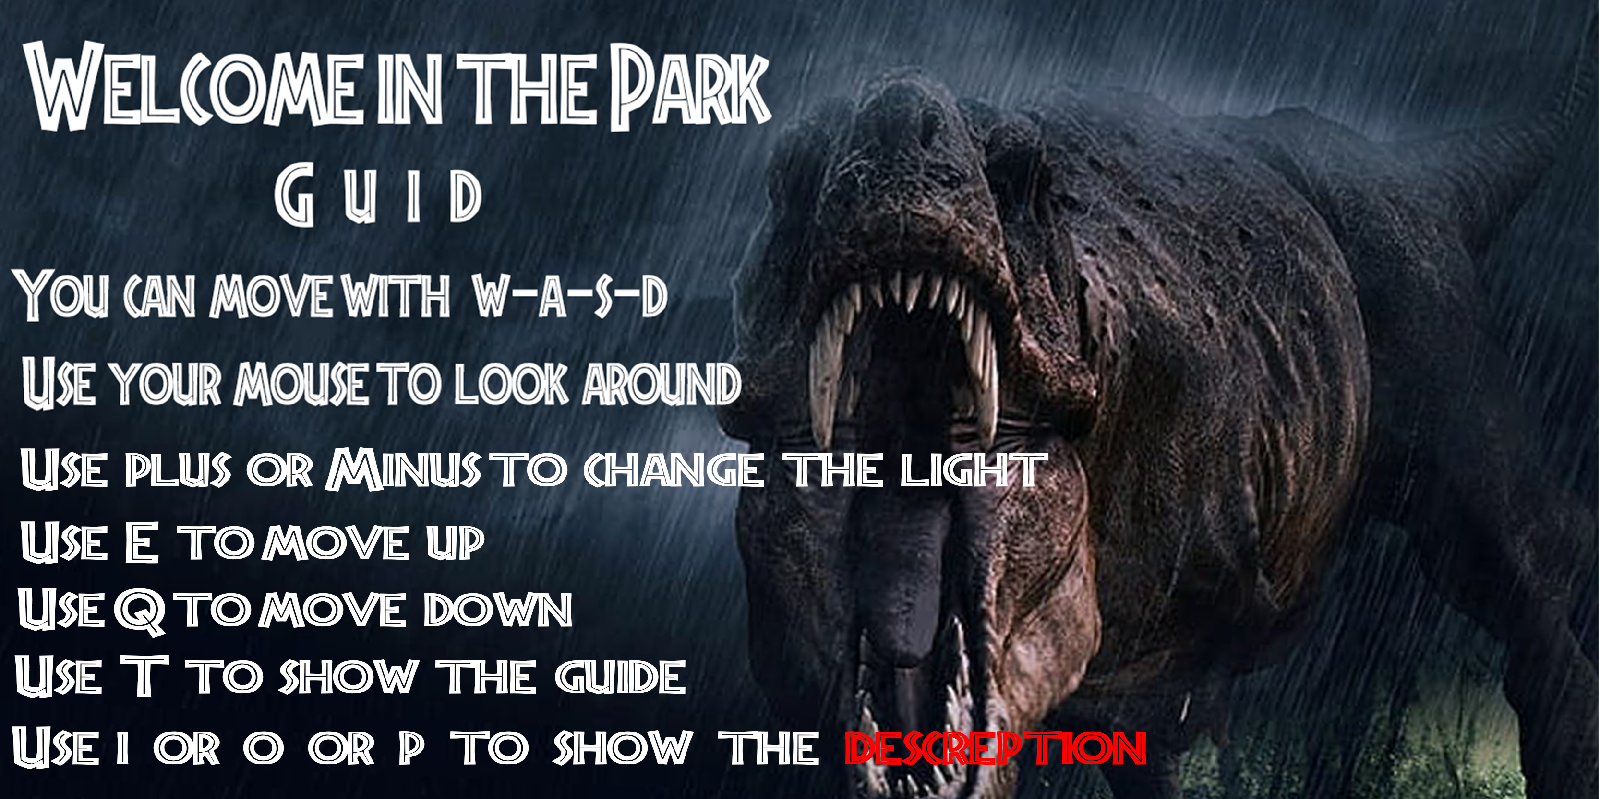 Welcome in the Park
Guid
You can move with w-a-s-d
Use your mouse to look around
Use plus or Minus to change the light
Use E to move up
Use Q to move down
Use T to show the guide
Use i or o or p to show the descreption